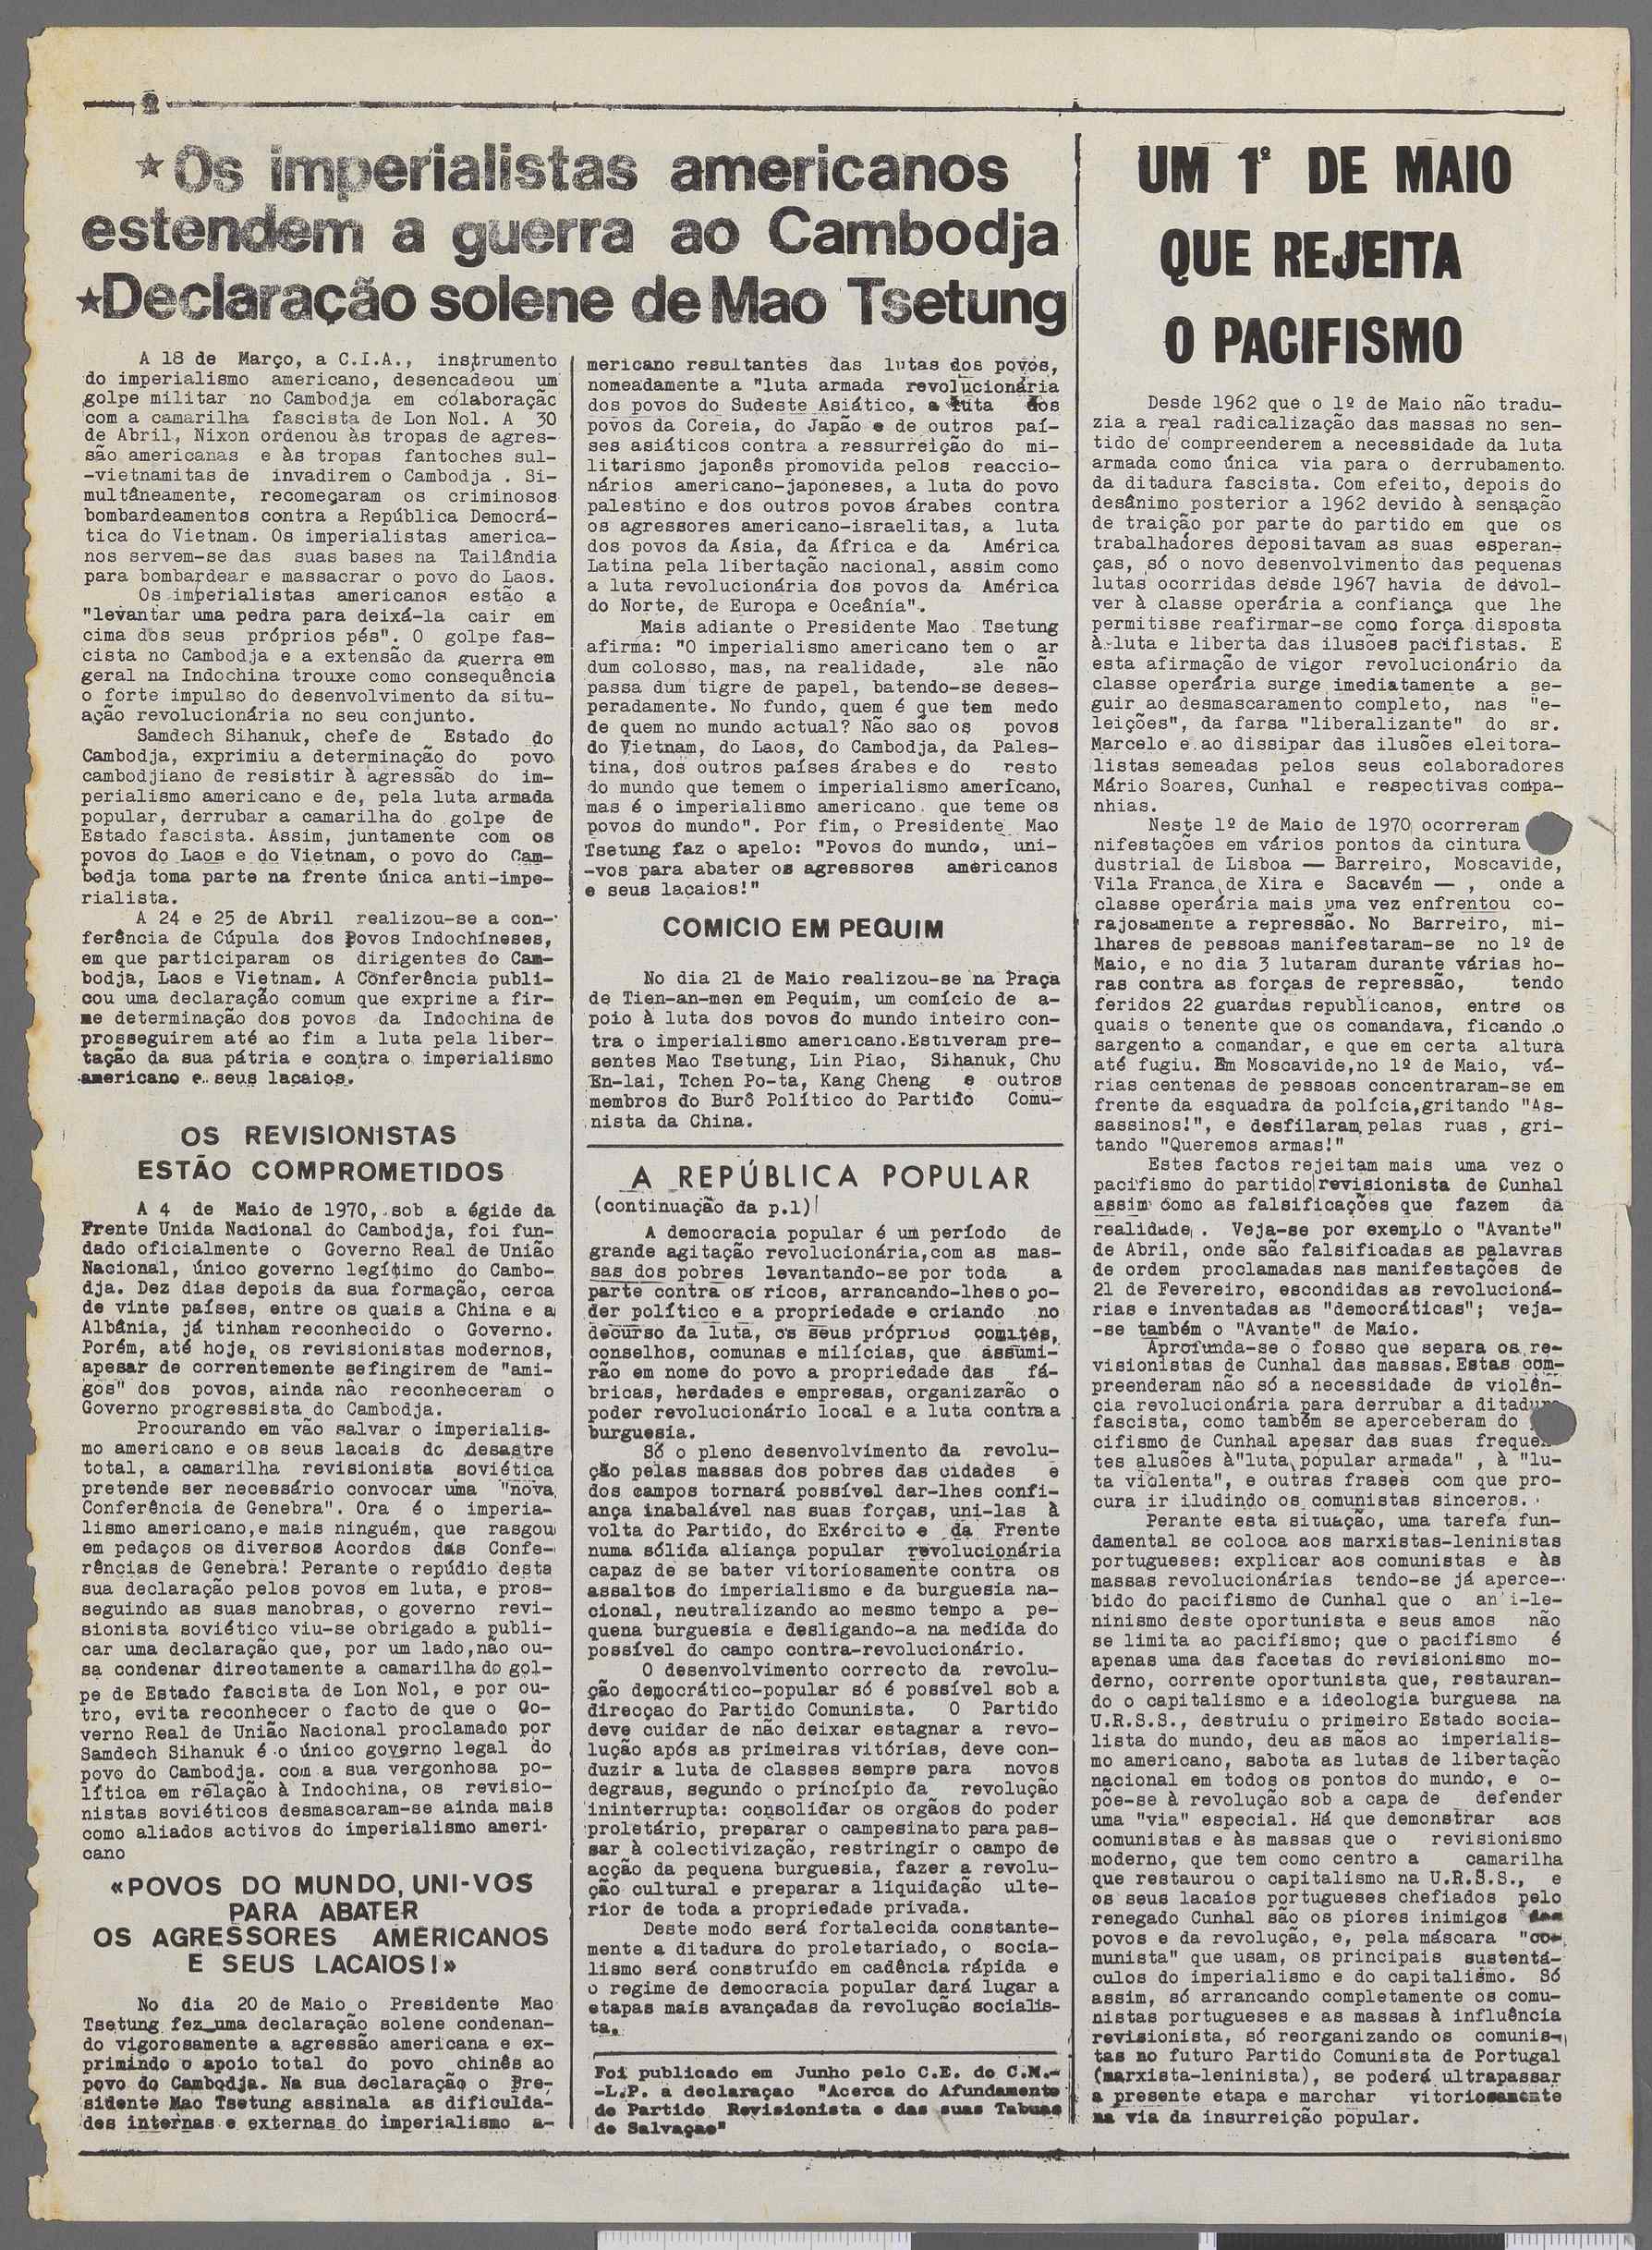 2
★Os imperialistas americanos
estendem a guerra ao Cambodja
★Declaração solene de Mao Tsetung
A 18 de Março, a C.I.A., instrumento
do imperialismo americano, desencadeou um
golpe militar no Cambodja em colaboração
com a camarilha fascista de Lon Nol. A 30
de Abril, Nixon ordenou às tropas de agres-
são americanas e às tropas fantoches sul-
-vietnamitas de invadirem o Cambodja . Si-
multâneamente, recomeçaram os criminosos
bombardeamentos contra a República Democrá-
tica do Vietnam. Os imperialistas america-
nos servem-se das suas bases na Tailândia
para bombardear e massacrar o povo do Laos.
Os imperialistas americanos estão a
"levantar uma pedra para deixá-la cair em
cima dos seus próprios pés". O golpe fas-
cista no Cambodja e a extensão da guerra em
geral na Indochina trouxe como consequência
o forte impulso do desenvolvimento da situ-
ação revolucionária no seu conjunto.
Samdech Sihanuk, chefe de Estado do
Cambodja, exprimiu a determinação do povo
cambodjiano de resistir à agressão do im-
perialismo americano e de, pela luta armada
popular, derrubar a camarilha do golpe de
Estado fascista. Assim, juntamente com os
povos do Laos e do Vietnam, o povo do Cam-
bodja toma parte na frente única anti-impe-
rialista.
A 24 e 25 de Abril realizou-se a con-
ferência de Cúpula dos Povos Indochineses,
em que participaram os dirigentes do Cam-
bodja, Laos e Vietnam. A Conferência publi-
cou uma declaração comum que exprime a fir-
me determinação dos povos da Indochina de
prosseguirem até ao fim a luta pela liber-
tação da sua pátria e contra o imperialismo
americano e seus lacaios.
OS REVISIONISTAS
ESTÃO COMPROMETIDOS
A 4 de Maio de 1970, sob a égide da
Frente Unida Nacional do Cambodja, foi fun-
dado oficialmente o Governo Real de União
Nacional, único governo legítimo do Cambo-
dja. Dez dias depois da sua formação, cerca
de vinte países, entre os quais a China e a
Albânia, já tinham reconhecido o Governo.
Porém, até hoje, os revisionistas modernos,
apesar de correntemente sefingirem de "ami-
gos" dos povos, ainda não reconheceram o
Governo progressista do Cambodja.
Procurando em vão salvar o imperialis-
mo americano e os seus lacais do desastre
total, a camarilha revisionista soviética
pretende ser necessário convocar uma "nova
Conferência de Genebra". Ora é o imperia-
lismo americano,e mais ninguém, que rasgou
em pedaços os diversos Acordos das Confe-
rências de Genebra! Perante o repúdio desta
sua declaração pelos povos em luta, e pros-
seguindo as suas manobras, o governo revi-
sionista soviético viu-se obrigado a publi-
car uma declaração que, por um lado,não ou-
sa condenar directamente a camarilha do gol-
pe de Estado fascista de Lon Nol, e por ou-
tro, evita reconhecer o facto de que o Go-
verno Real de União Nacional proclamado por
Samdech Sihanuk é o único governo legal do
povo do Cambodja. com a sua vergonhosa po-
lítica em relação à Indochina, os revisio-
nistas soviéticos desmascaram-se ainda mais
como aliados activos do imperialismo ameri-
cano
«POVOS DO MUNDO, UNI-VOS
PARA ABATER
OS AGRESSORES AMERICANOS
E SEUS LACAIOS!»
No dia 20 de Maio o Presidente Mao
Tsetung fez uma declaração solene condenan-
do vigorosamente a agressão americana e ex-
primindo o apoio total do povo chinês ao
povo do Cambodja. Na sua declaração o Pre-
sidente Mao Tsetung assinala as dificulda-
des internas e externas do imperialismo a-
mericano resultantes das lutas dos povos,
nomeadamente a "luta armada revolucionária
dos povos do Sudeste Asiático, a luta dos
povos da Coreia, do Japão e de outros paí-
ses asiáticos contra a ressurreição do mi-
litarismo japonês promovida pelos reaccio-
nários americano-japoneses, a luta do povo
palestino e dos outros povos árabes contra
os agressores americano-israelitas, a luta
dos povos da Ásia, da África e da América
Latina pela libertação nacional, assim como
a luta revolucionária dos povos da América
do Norte, de Europa e Oceânia".
Mais adiante o Presidente Mao Tsetung
afirma: "O imperialismo americano tem o ar
dum colosso, mas, na realidade, ele não
passa dum tigre de papel, batendo-se deses-
peradamente. No fundo, quem é que tem medo
de quem no mundo actual? Não são os povos
do Vietnam, do Laos, do Cambodja, da Pales-
tina, dos outros países árabes e do resto
do mundo que temem o imperialismo americano,
mas é o imperialismo americano que teme os
povos do mundo". Por fim, o Presidente Mao
Tsetung faz o apelo: "Povos do mundo, uni-
-vos para abater os agressores americanos
e seus lacaios!"
COMICIO EM PEQUIM
No dia 21 de Maio realizou-se na Praça
de Tien-an-men em Pequim, um comício de a-
poio à luta dos povos do mundo inteiro con-
tra o imperialismo americano.Estiveram pre-
sentes Mao Tsetung, Lin Piao, Sihanuk, Chu
En-lai, Tchen Po-ta, Kang Cheng e outros
membros do Burô Político do Partido Comu-
nista da China.
A REPÚBLICA POPULAR
(continuação da p.1)
A democracia popular é um período de
grande agitação revolucionária,com as mas-
sas dos pobres levantando-se por toda a
parte contra os ricos, arrancando-lhes o po-
der político e a propriedade e criando no
decurso da luta, os seus próprios comités,
conselhos, comunas e milícias, que assumi-
rão em nome do povo a propriedade das fá-
bricas, herdades e empresas, organizarão o
poder revolucionário local e a luta contra a
burguesia.
Só o pleno desenvolvimento da revolu-
ção pelas massas dos pobres das cidades e
dos campos tornará possível dar-lhes confi-
ança inabalável nas suas forças, uni-las à
volta do Partido, do Exército e da Frente
numa sólida aliança popular revolucionária
capaz de se bater vitoriosamente contra os
assaltos do imperialismo e da burguesia na-
cional, neutralizando ao mesmo tempo a pe-
quena burguesia e desligando-a na medida do
possível do campo contra-revolucionário.
O desenvolvimento correcto da revolu-
ção democrático-popular só é possível sob a
direcçao do Partido Comunista. O Partido
deve cuidar de não deixar estagnar a revo-
lução após as primeiras vitórias, deve con-
duzir a luta de classes sempre para novos
degraus, segundo o princípio da revolução
ininterrupta: consolidar os orgãos do poder
proletário, preparar o campesinato para pas-
sar à colectivização, restringir o campo de
acção da pequena burguesia, fazer a revolu-
ção cultural e preparar a liquidação ulte-
rior de toda a propriedade privada.
Deste modo será fortalecida constante-
mente a ditadura do proletariado, o socia-
lismo será construído em cadência rápida e
o regime de democracia popular dará lugar a
etapas mais avançadas da revolução socialis-
ta.
Foi publicado em Junho pelo C.E. do C.M.-
-L.P. a declaraçao "Acerca do Afundamento
do Partido Revisionista e das suas Tabuas
de Salvaçao"
UM 1º DE MAIO
QUE REJEITA
O PACIFISMO
Desde 1962 que o 1º de Maio não tradu-
zia a real radicalização das massas no sen-
tido de compreenderem a necessidade da luta
armada como única via para o derrubamento
da ditadura fascista. Com efeito, depois do
desânimo posterior a 1962 devido à sensação
de traição por parte do partido em que os
trabalhadores depositavam as suas esperan-
ças, só o novo desenvolvimento das pequenas
lutas ocorridas desde 1967 havia de devol-
ver à classe operária a confiança que lhe
permitisse reafirmar-se como força disposta
à luta e liberta das ilusões pacifistas. E
esta afirmação de vigor revolucionário da
classe operária surge imediatamente a se-
guir ao desmascaramento completo, nas "e-
leições", da farsa "liberalizante" do sr.
Marcelo e ao dissipar das ilusões eleitora-
listas semeadas pelos seus colaboradores
Mário Soares, Cunhal e respectivas compa-
nhias.
Neste 1º de Maio de 1970 ocorreram
nifestações em vários pontos da cintura
dustrial de Lisboa — Barreiro, Moscavide,
Vila Franca de Xira e Sacavém — , onde a
classe operária mais uma vez enfrentou co-
rajosamente a repressão. No Barreiro, mi-
lhares de pessoas manifestaram-se no 1º de
Maio, e no dia 3 lutaram durante várias ho-
ras contra as forças de repressão, tendo
feridos 22 guardas republicanos, entre os
quais o tenente que os comandava, ficando o
sargento a comandar, e que em certa altura
até fugiu. Em Moscavide,no 1º de Maio, vá-
rias centenas de pessoas concentraram-se em
frente da esquadra da polícia,gritando "As-
sassinos!", e desfilaram pelas ruas , gri-
tando "Queremos armas!"
Estes factos rejeitam mais uma vez o
pacifismo do partido revisionista de Cunhal
assim como as falsificações que fazem da
realidade . Veja-se por exemplo o "Avante"
de Abril, onde são falsificadas as palavras
de ordem proclamadas nas manifestações de
21 de Fevereiro, escondidas as revolucioná-
rias e inventadas as "democráticas"; veja-
-se também o "Avante" de Maio.
Aprofunda-se o fosso que separa os re-
visionistas de Cunhal das massas. Estas com-
preenderam não só a necessidade de violên-
cia revolucionária para derrubar a ditadura
fascista, como também se aperceberam do
cifismo de Cunhal apesar das suas frequen-
tes alusões à"luta popular armada" , à "lu-
ta violenta", e outras frases com que pro-
cura ir iludindo os comunistas sinceros.
Perante esta situação, uma tarefa fun-
damental se coloca aos marxistas-leninistas
portugueses: explicar aos comunistas e às
massas revolucionárias tendo-se já aperce-
bido do pacifismo de Cunhal que o an i-le-
ninismo deste oportunista e seus amos não
se limita ao pacifismo; que o pacifismo é
apenas uma das facetas do revisionismo mo-
derno, corrente oportunista que, restauran-
do o capitalismo e a ideologia burguesa na
U.R.S.S., destruiu o primeiro Estado socia-
lista do mundo, deu as mãos ao imperialis-
mo americano, sabota as lutas de libertação
nacional em todos os pontos do mundo, e o-
põe-se à revolução sob a capa de defender
uma "via" especial. Há que demonstrar aos
comunistas e às massas que o revisionismo
moderno, que tem como centro a camarilha
que restaurou o capitalismo na U.R.S.S., e
os seus lacaios portugueses chefiados pelo
renegado Cunhal são os piores inimigos dos
povos e da revolução, e, pela máscara "co-
munista" que usam, os principais sustentá-
culos do imperialismo e do capitalismo. Só
assim, só arrancando completamente os comu-
nistas portugueses e as massas à influência
revisionista, só reorganizando os comunis-
tas no futuro Partido Comunista de Portugal
(marxista-leninista), se poderá ultrapassar
a presente etapa e marchar vitoriosamente
na via da insurreição popular.